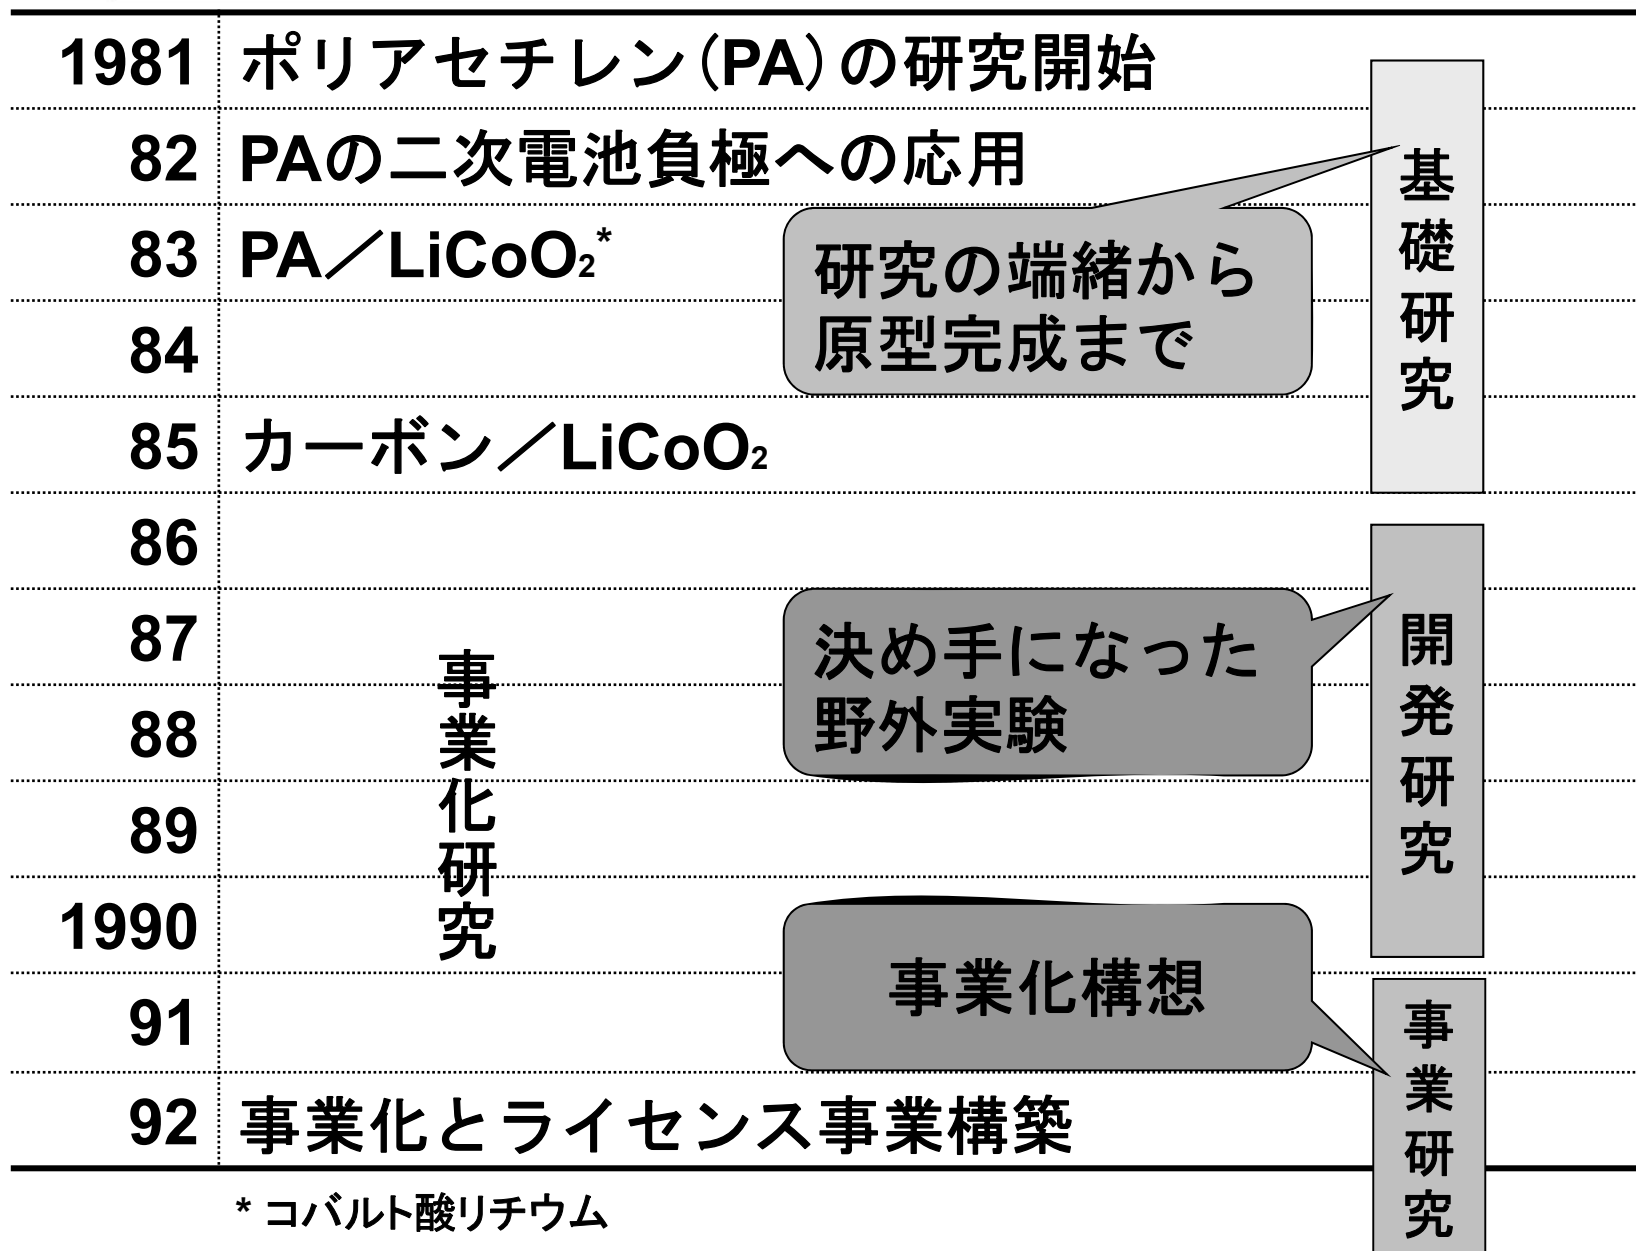 1981 ポリアセチレン(PA)の研究開始
82 PAの二次電池負極への応用
83 PA／LiCoO₂*
84
85 カーボン／LiCoO₂
86
87
88
89
1990
91
92 事業化とライセンス事業構築
事業化研究
研究の端緒から
原型完成まで
決め手になった
野外実験
事業化構想
基礎研究
開発研究
事業研究
* コバルト酸リチウム